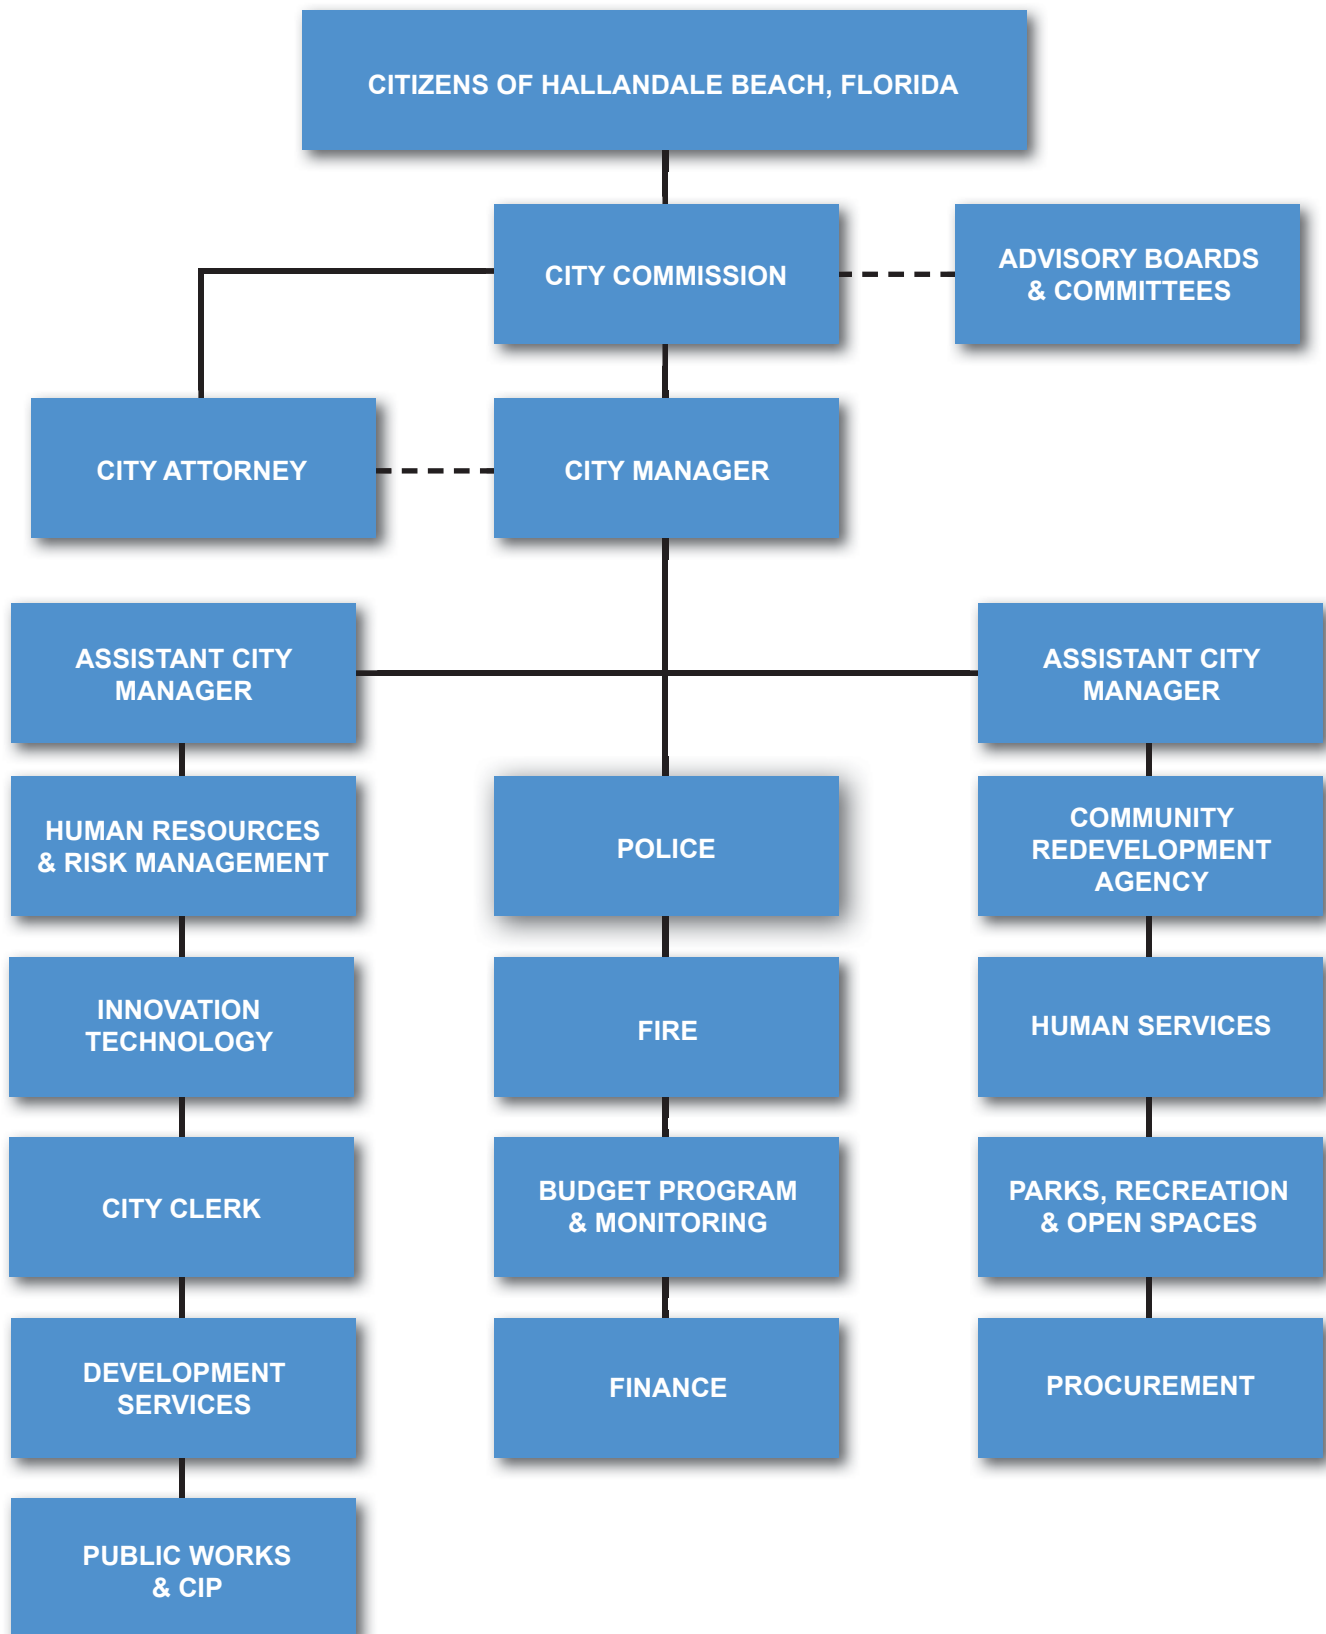 CITIZENS OF HALLANDALE BEACH, FLORIDA
CITY COMMISSION
ADVISORY BOARDS
& COMMITTEES
CITY ATTORNEY
CITY MANAGER
ASSISTANT CITY
MANAGER
ASSISTANT CITY
MANAGER
HUMAN RESOURCES
& RISK MANAGEMENT
POLICE
COMMUNITY
REDEVELOPMENT
AGENCY
INNOVATION
TECHNOLOGY
FIRE
HUMAN SERVICES
CITY CLERK
BUDGET PROGRAM
& MONITORING
PARKS, RECREATION
& OPEN SPACES
DEVELOPMENT
SERVICES
FINANCE
PROCUREMENT
PUBLIC WORKS
& CIP